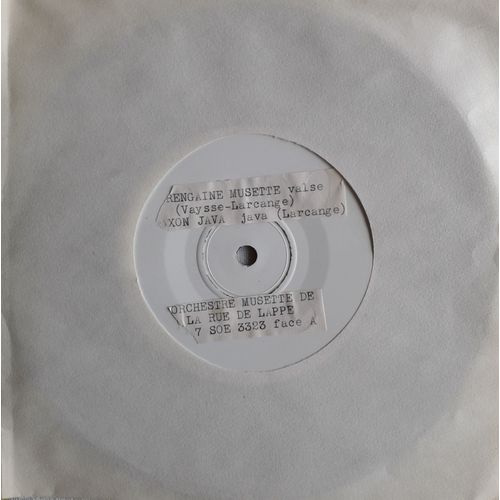 RENGAINE MUSETTE valse
(Vaysse-Larcange)
XON JAVA java (Larcange)
ORCHESTRE MUSETTE DE
LA RUE DE LAPPE
7 SOE 3323 face A